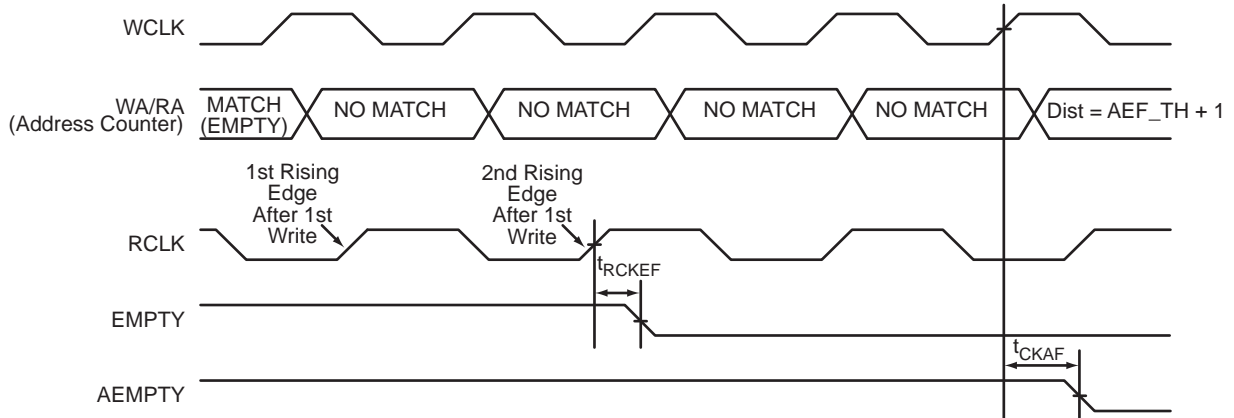 WCLK
WA/RA
(Address Counter)
MATCH
(EMPTY)
NO MATCH
NO MATCH
NO MATCH
NO MATCH
Dist = AEF_TH + 1
1st Rising
Edge
After 1st
Write
2nd Rising
Edge
After 1st
Write
RCLK
tRCKEF
EMPTY
tCKAF
AEMPTY